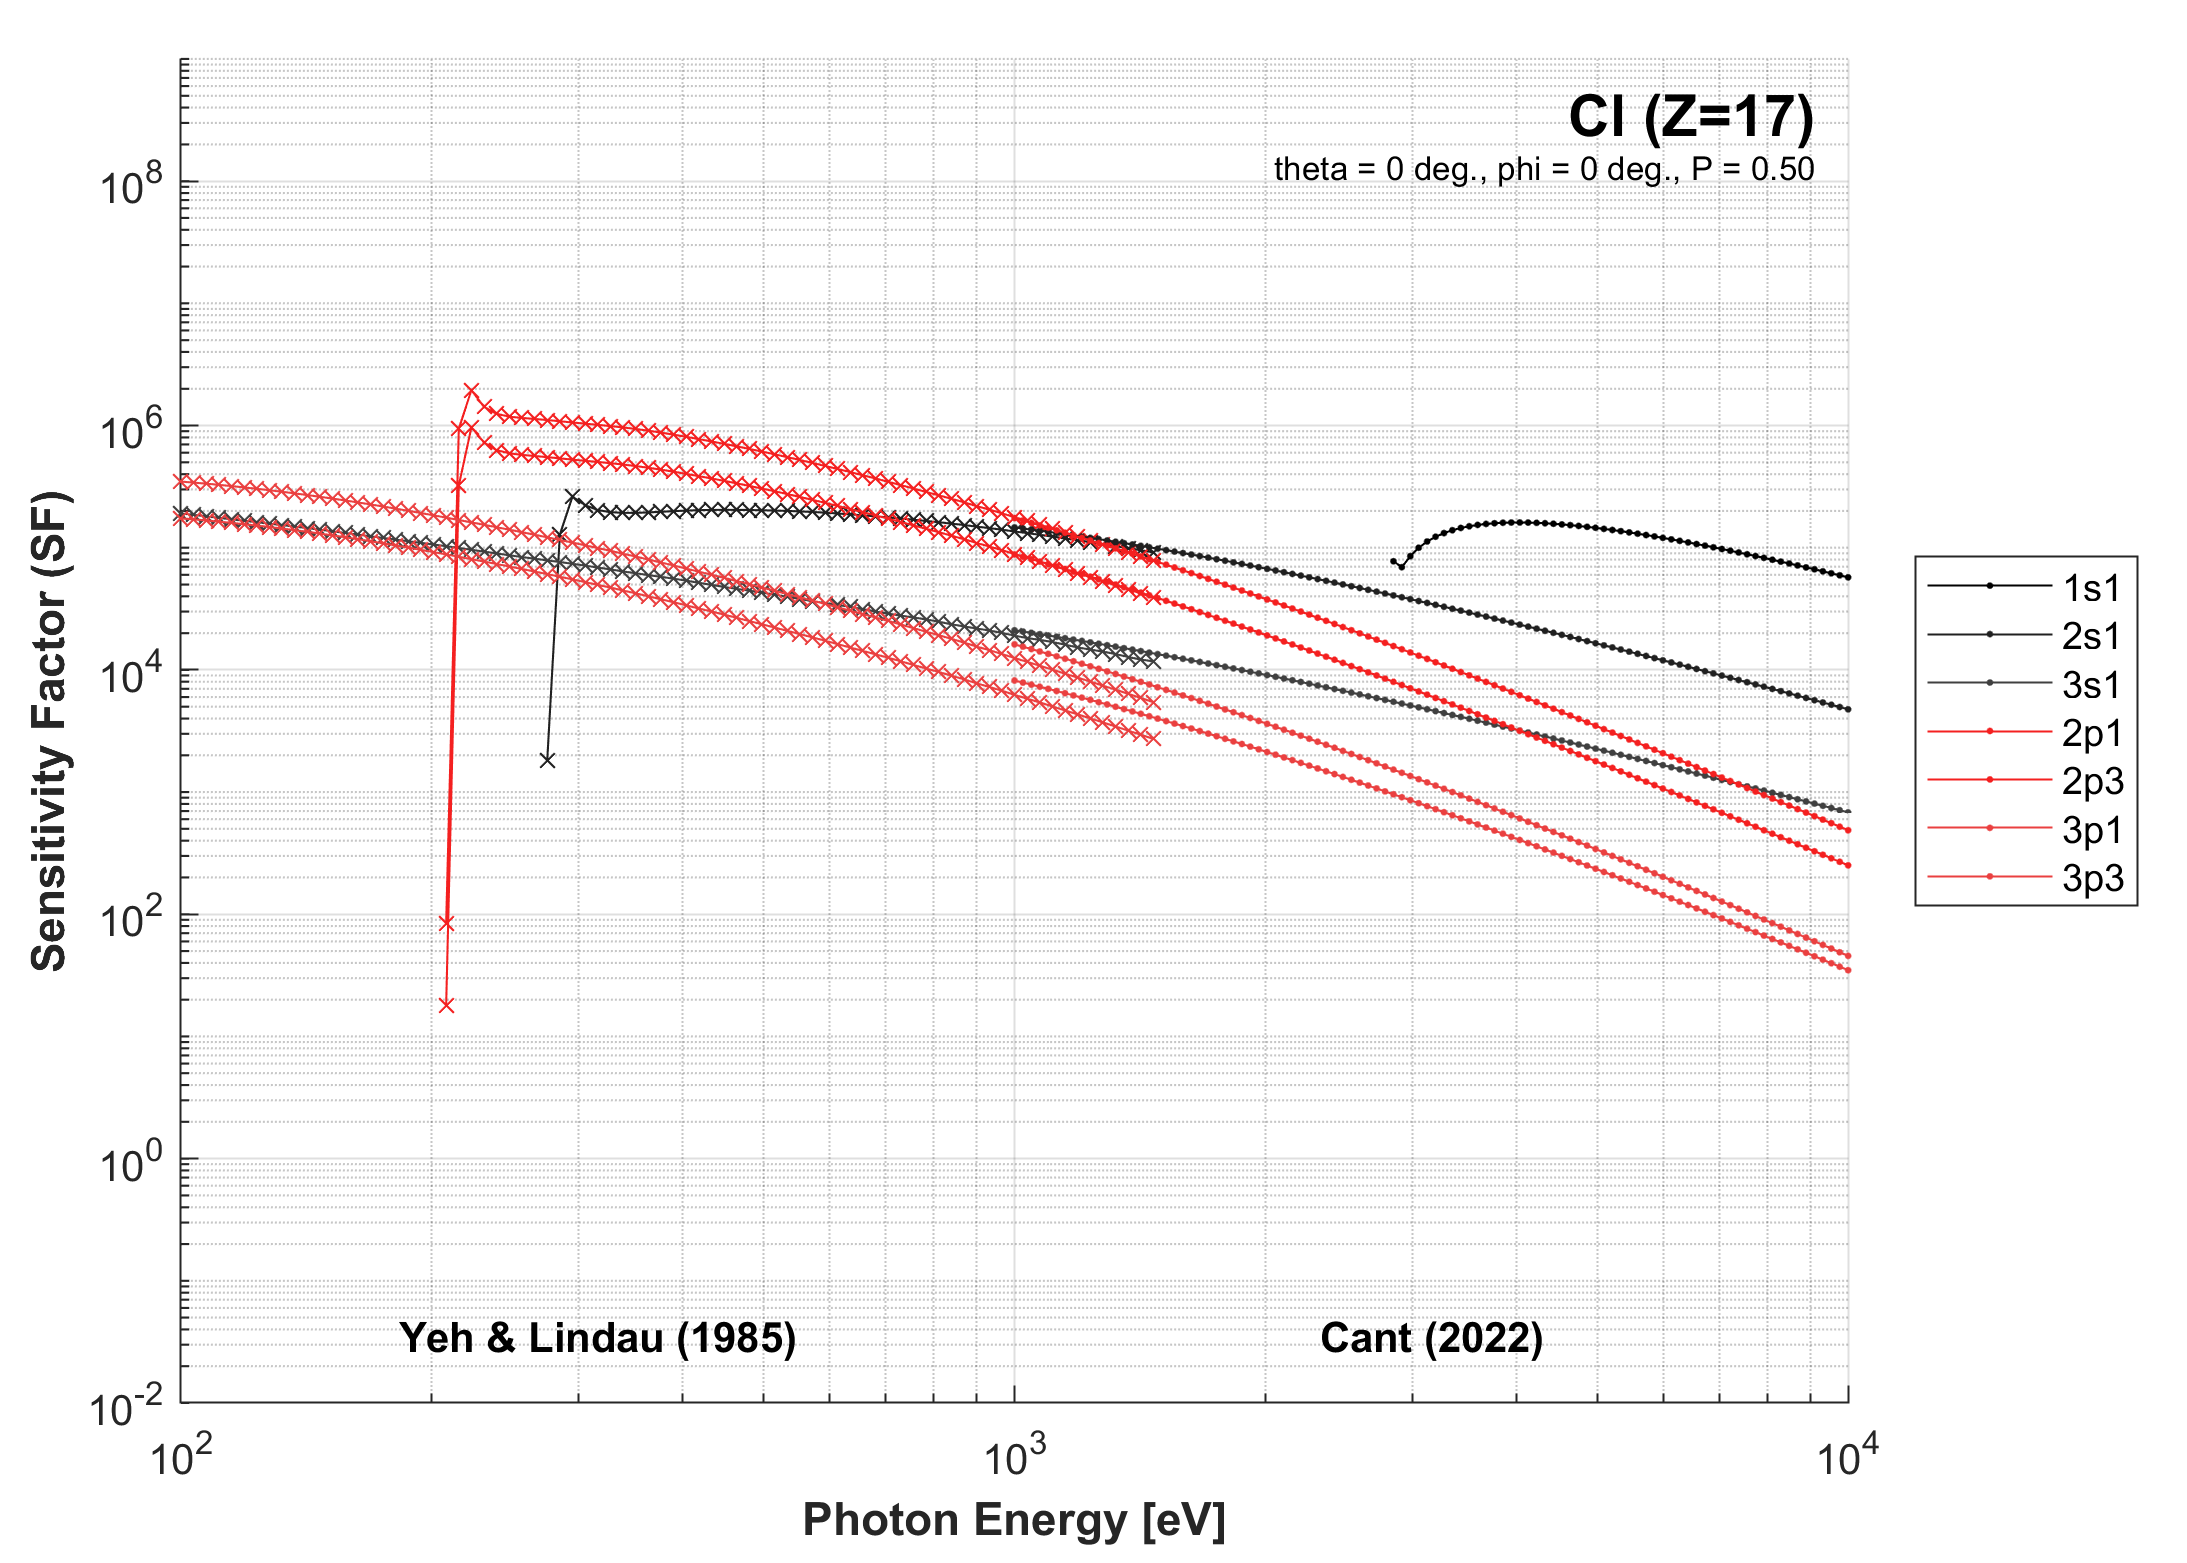 Cl (Z=17)
theta = 0 deg., phi = 0 deg., P = 0.50
10^8
10^6
10^4
10^2
10^0
10^-2
Sensitivity Factor (SF)
Yeh & Lindau (1985)
Cant (2022)
10^2
10^3
10^4
Photon Energy [eV]
1s1
2s1
3s1
2p1
2p3
3p1
3p3